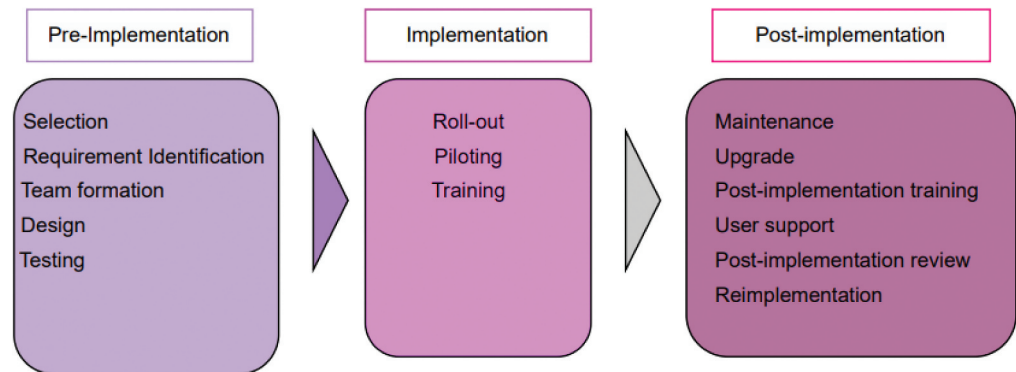 Pre-Implementation
Selection
Requirement Identification
Team formation
Design
Testing
Implementation
Roll-out
Piloting
Training
Post-implementation
Maintenance
Upgrade
Post-implementation training
User support
Post-implementation review
Reimplementation